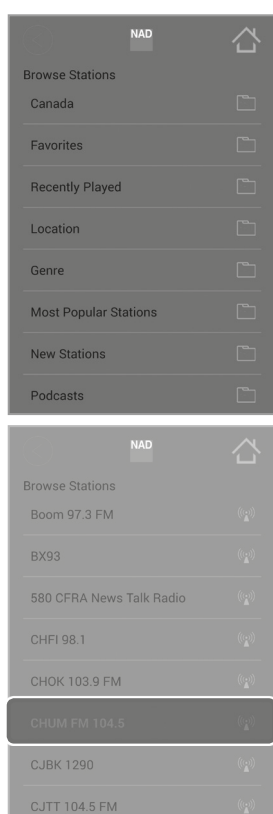 NAD
Browse Stations
Canada
Favorites
Recently Played
Location
Genre
Most Popular Stations
New Stations
Podcasts
NAD
Browse Stations
Boom 97.3 FM
BX93
580 CFRA News Talk Radio
CHFI 98.1
CHOK 103.9 FM
CHUM FM 104.5
CJBK 1290
CJTT 104.5 FM